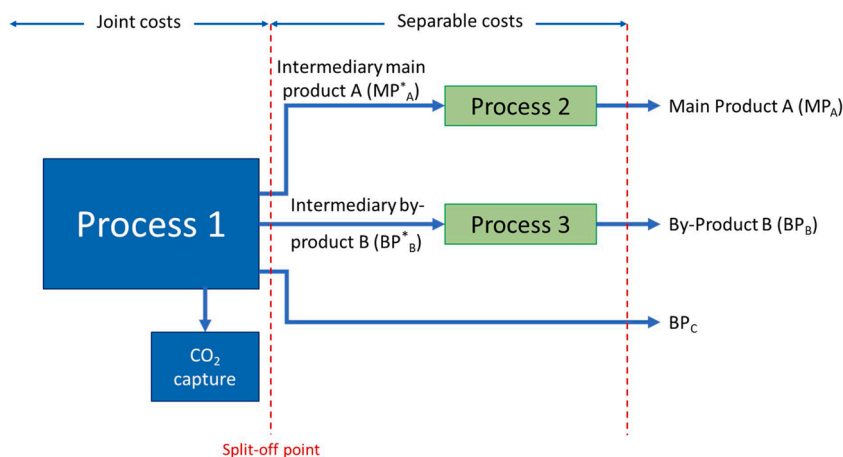 Joint costs
Separable costs
Intermediary main
product A (MP*A)
Process 2
Main Product A (MPA)
Process 1
Intermediary by-
product B (BP*B)
Process 3
By-Product B (BPB)
BPC
CO2
capture
Split-off point